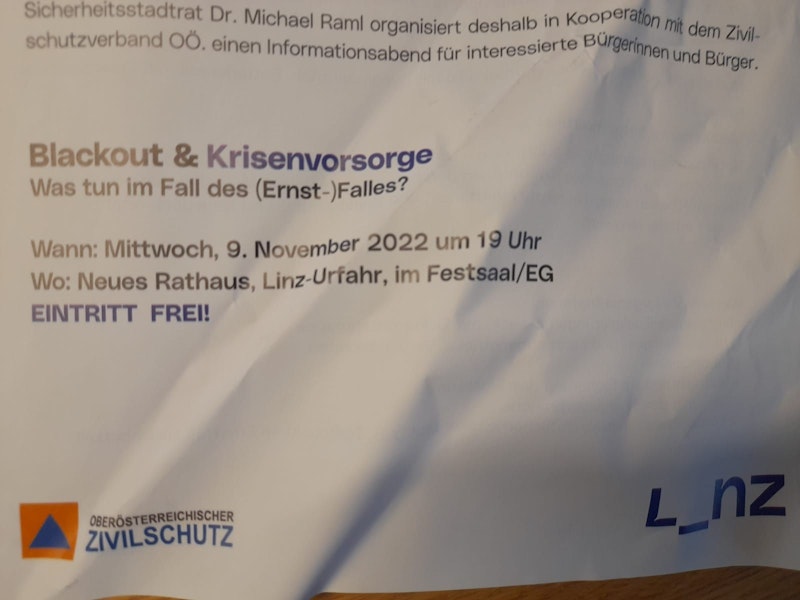 Sicherheitsstadtrat Dr. Michael Raml organisiert deshalb in Kooperation mit dem Zivil-
schutzverband OÖ. einen Informationsabend für interessierte Bürgerinnen und Bürger.
Blackout & Krisenvorsorge
Was tun im Fall des (Ernst-)Falles?
Wann: Mittwoch, 9. November 2022 um 19 Uhr
Wo: Neues Rathaus, Linz-Urfahr, im Festsaal/EG
EINTRITT FREI!
OBERÖSTERREICHISCHER
ZIVILSCHUTZ
L_nz